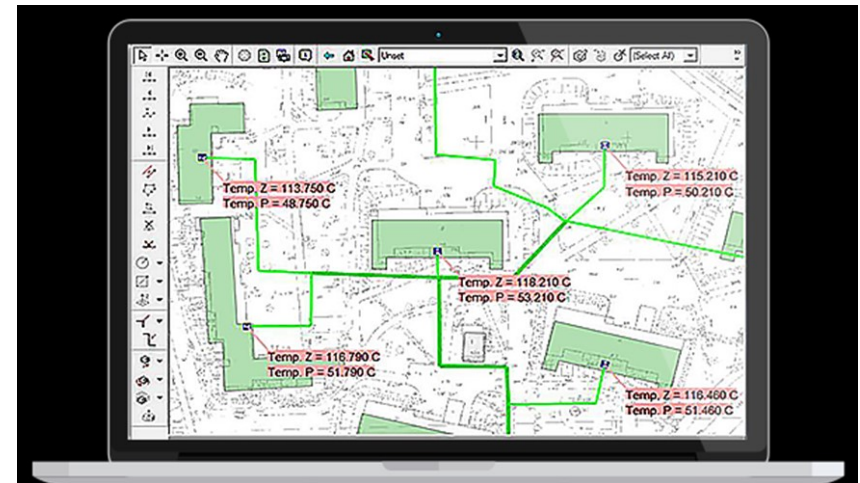 Unset
(Select All)
Temp. Z = 113.750 C
Temp. P = 48.750 C
Temp. Z = 115.210 C
Temp. P = 50.210 C
Temp. Z = 118.210 C
Temp. P = 53.210 C
Temp. Z = 116.790 C
Temp. P = 51.790 C
Temp. Z = 116.460 C
Temp. P = 51.460 C